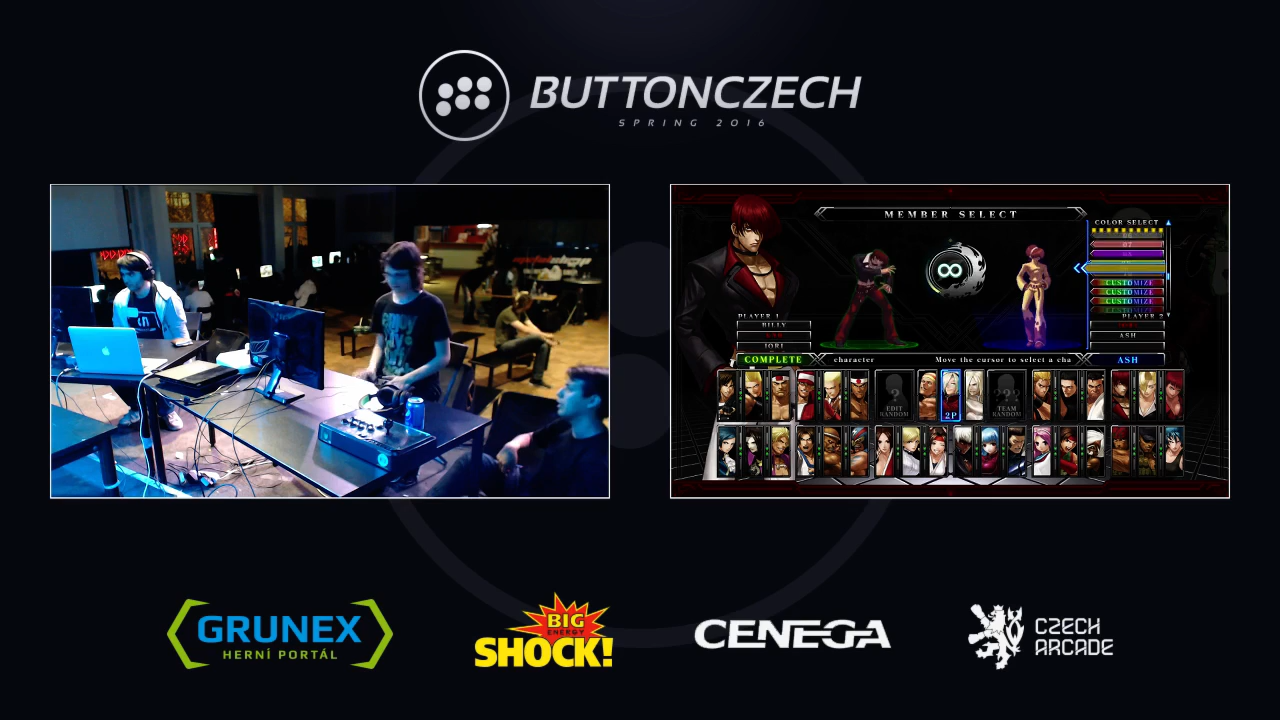 BUTTONCZECH
SPRING 2016
MEMBER SELECT
COLOR SELECT
CUSTOMIZE
CUSTOMIZE
CUSTOMIZE
CUSTOMIZE
PLAYER 1
BILLY
IORI
PLAYER 2
ASH
COMPLETE
character
Move the cursor to select a cha
ASH
EDIT RANDOM
2P
TEAM RANDOM
GRUNEX
HERNÍ PORTÁL
BIG
ENERGY
SHOCK!
CENEGA
CZECH
ARCADE